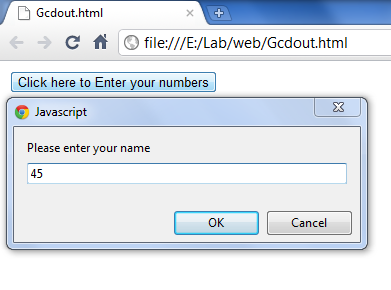 Gcdout.html
file:///E:/Lab/web/Gcdout.html
Click here to Enter your numbers
Javascript
Please enter your name
45
OK Cancel